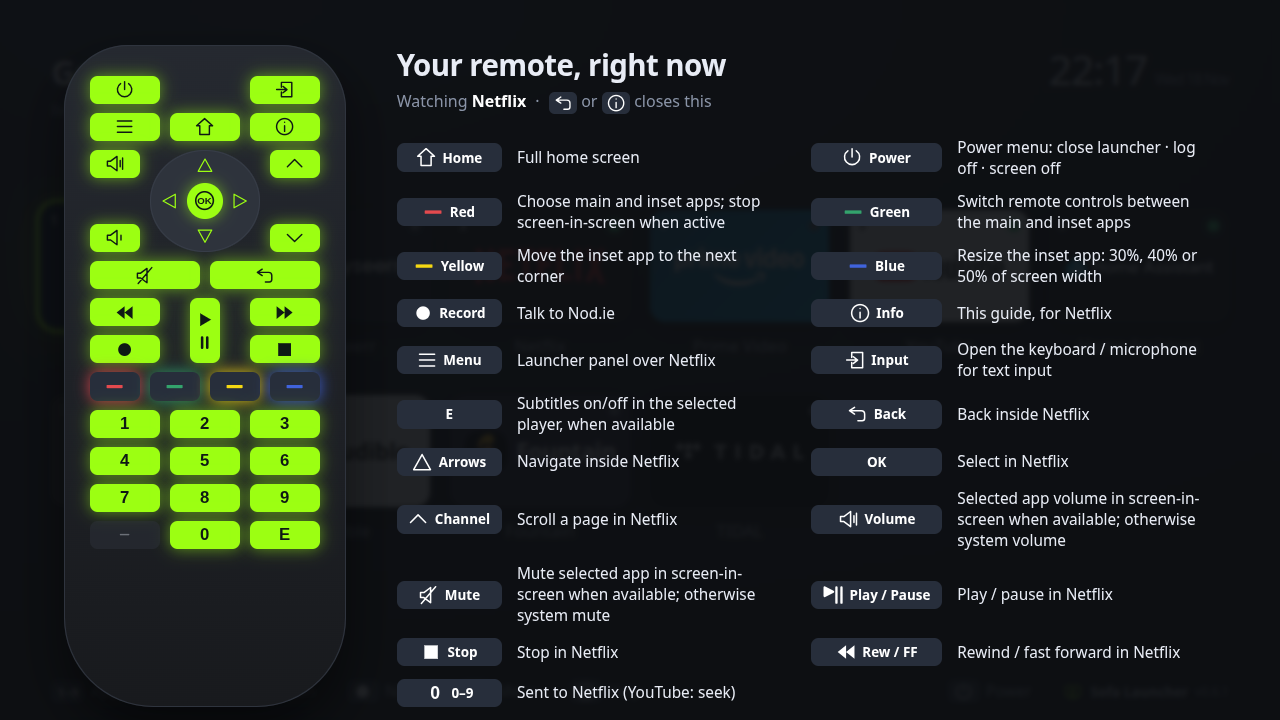 Your remote, right now
22:17
Watching Netflix · or closes this
Home Full home screen
Power Power menu: close launcher · log
off · screen off
Red Choose main and inset apps; stop
screen-in-screen when active
Green Switch remote controls between
the main and inset apps
Yellow Move the inset app to the next
corner
Blue Resize the inset app: 30%, 40% or
50% of screen width
Record Talk to Nod.ie
Info This guide, for Netflix
Menu Launcher panel over Netflix
Input Open the keyboard / microphone
for text input
E Subtitles on/off in the selected
player, when available
Back Back inside Netflix
Arrows Navigate inside Netflix
OK Select in Netflix
Channel Scroll a page in Netflix
Volume Selected app volume in screen-in-
screen when available; otherwise
system volume
Mute Mute selected app in screen-in-
screen when available; otherwise
system mute
Play / Pause Play / pause in Netflix
Stop Stop in Netflix
Rew / FF Rewind / fast forward in Netflix
0 0–9 Sent to Netflix (YouTube: seek)
OK
1 2 3
4 5 6
7 8 9
– 0 E
TIDAL